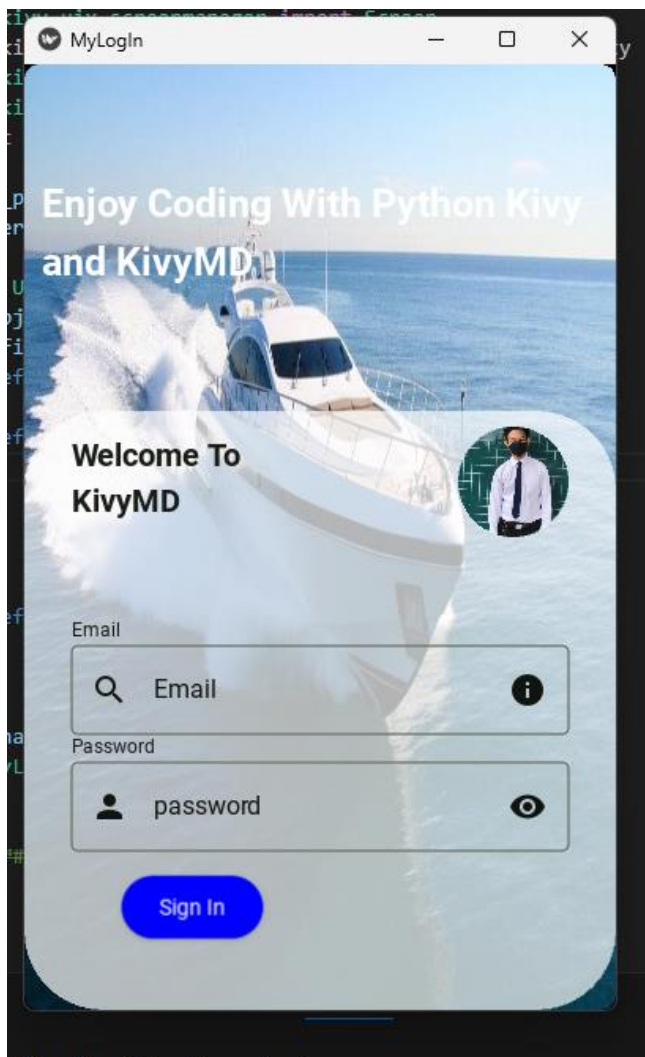 MyLogIn
Enjoy Coding With Python Kivy
and KivyMD
Welcome To
KivyMD
Email
Email
Password
password
Sign In